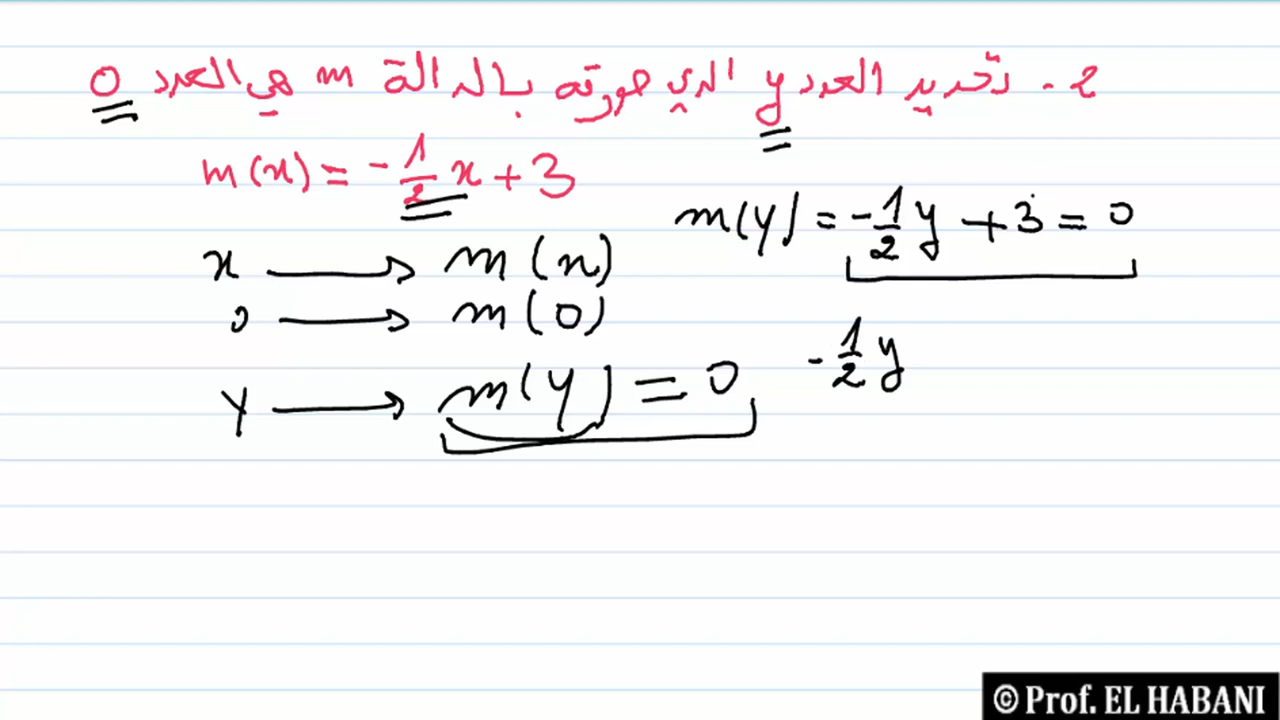 2 - تحديد العدد y الذي صورته بالدالة m هي العدد 0
m(x) = -1/2 x + 3
m(y) = -1/2 y + 3 = 0
x ⟶ m(x)
0 ⟶ m(0)
y ⟶ m(y) = 0
-1/2 y
© Prof. EL HABANI